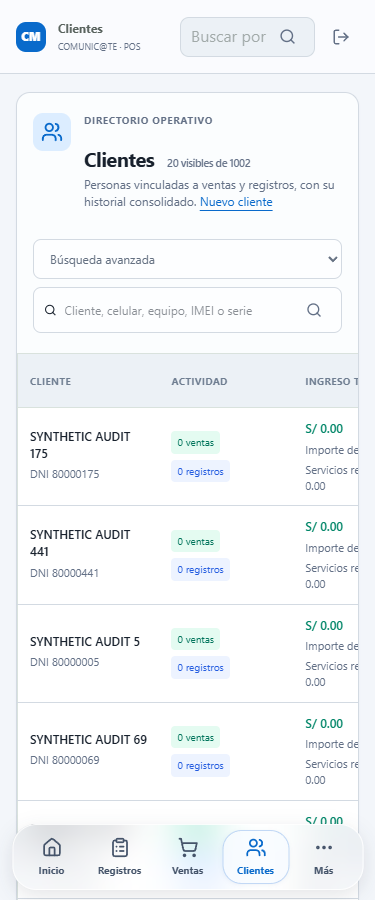 CM
Clientes
COMUNIC@TE · POS
Buscar por
DIRECTORIO OPERATIVO
Clientes 20 visibles de 1002
Personas vinculadas a ventas y registros, con su
historial consolidado. Nuevo cliente
Búsqueda avanzada
Cliente, celular, equipo, IMEI o serie
CLIENTE ACTIVIDAD INGRESO T
SYNTHETIC AUDIT
175
DNI 80000175
0 ventas
0 registros
S/ 0.00
Importe de
Servicios re
0.00
SYNTHETIC AUDIT
441
DNI 80000441
0 ventas
0 registros
S/ 0.00
Importe de
Servicios re
0.00
SYNTHETIC AUDIT 5
DNI 80000005
0 ventas
0 registros
S/ 0.00
Importe de
Servicios re
0.00
SYNTHETIC AUDIT 69
DNI 80000069
0 ventas
0 registros
S/ 0.00
Importe de
Servicios re
0.00
S/ 0.00
Inicio
Registros
Ventas
Clientes
Más